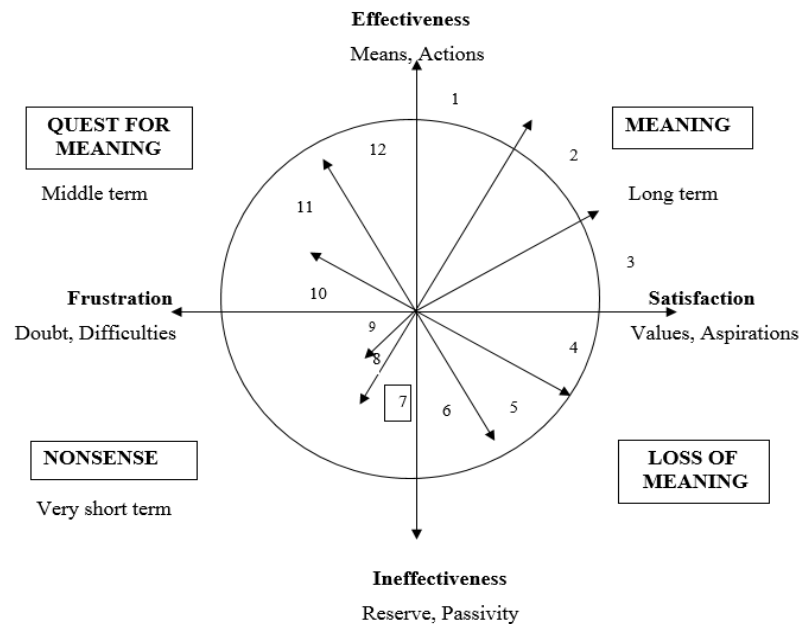 Effectiveness
Means, Actions
1
QUEST FOR
MEANING
MEANING
12
2
Middle term
Long term
11
3
10
Frustration
Satisfaction
Doubt, Difficulties
Values, Aspirations
9
4
8
7
6
5
NONSENSE
LOSS OF
MEANING
Very short term
Ineffectiveness
Reserve, Passivity